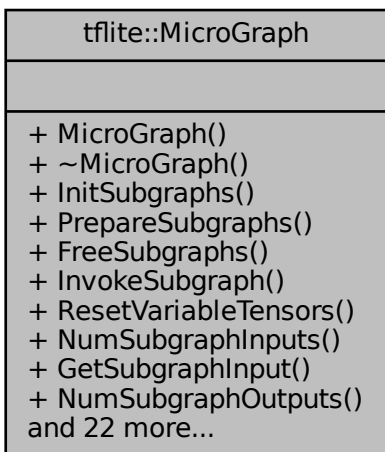 tflite::MicroGraph
+ MicroGraph()
+ ~MicroGraph()
+ InitSubgraphs()
+ PrepareSubgraphs()
+ FreeSubgraphs()
+ InvokeSubgraph()
+ ResetVariableTensors()
+ NumSubgraphInputs()
+ GetSubgraphInput()
+ NumSubgraphOutputs()
and 22 more...